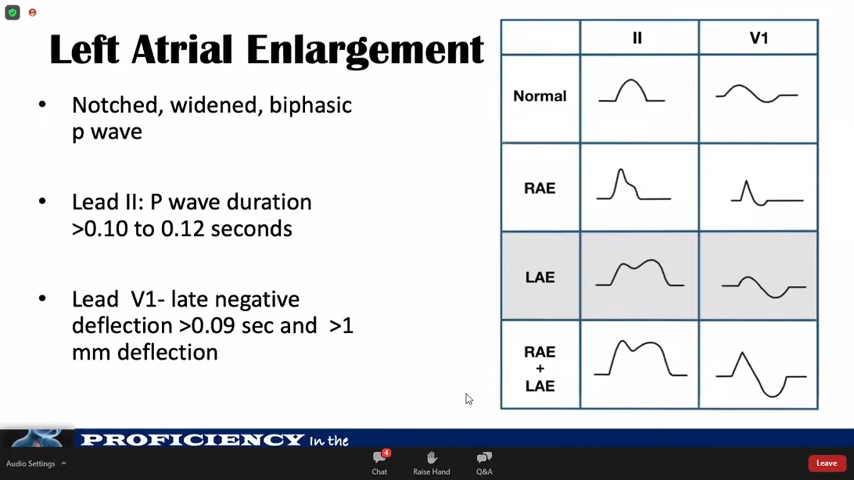 Left Atrial Enlargement
• Notched, widened, biphasic
p wave
• Lead II: P wave duration
>0.10 to 0.12 seconds
• Lead V1- late negative
deflection >0.09 sec and >1
mm deflection
II V1
Normal
RAE
LAE
RAE
+
LAE
PROFICIENCY In the
Audio Settings
4
Chat
Raise Hand
Q&A
Leave